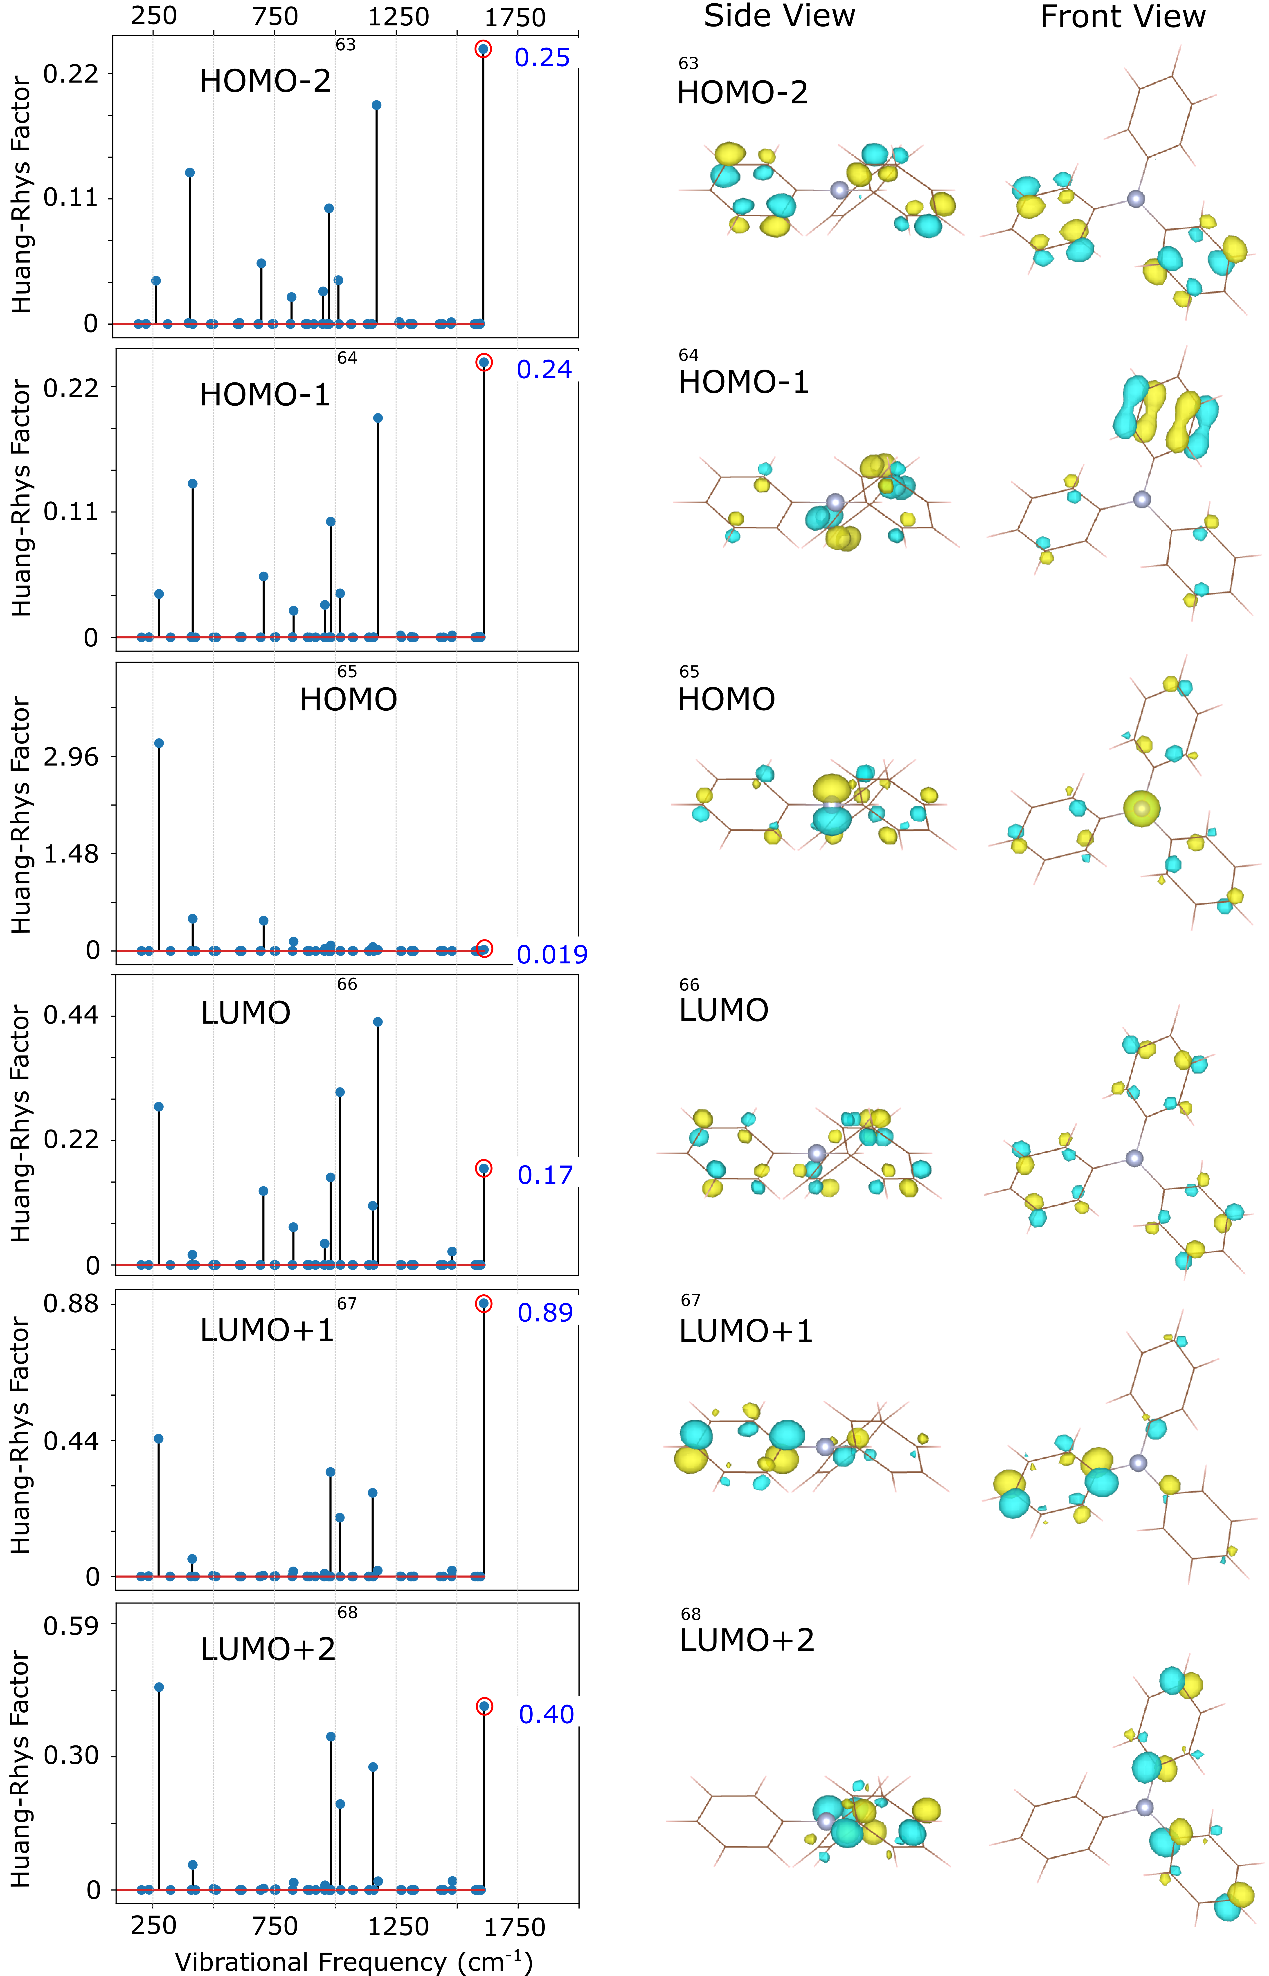 250 750 1250 1750
Side View Front View
63
HOMO-2
0.25
0.22
0.11
0
Huang-Rhys Factor
63
HOMO-2
64
HOMO-1
0.24
0.22
0.11
0
Huang-Rhys Factor
64
HOMO-1
65
HOMO
2.96
1.48
0
0.019
Huang-Rhys Factor
65
HOMO
66
LUMO
0.44
0.22
0.17
0
Huang-Rhys Factor
66
LUMO
67
LUMO+1
0.88
0.89
0.44
0
Huang-Rhys Factor
67
LUMO+1
68
LUMO+2
0.59
0.40
0.30
0
Huang-Rhys Factor
68
LUMO+2
250 750 1250 1750
Vibrational Frequency (cm⁻¹)